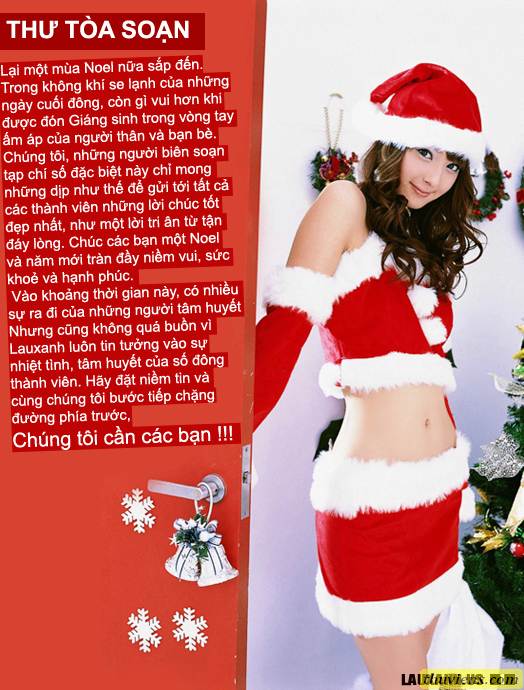 THƯ TÒA SOẠN
Lại một mùa Noel nữa sắp đến.
Trong không khí se lạnh của những
ngày cuối đông, còn gì vui hơn khi
được đón Giáng sinh trong vòng tay
ấm áp của người thân và bạn bè.
Chúng tôi, những người biên soạn
tạp chí số đặc biệt này chỉ mong
những dịp như thế để gửi tới tất cả
các thành viên những lời chúc tốt
đẹp nhất, như một lời tri ân từ tận
đáy lòng. Chúc các bạn một Noel
và năm mới tràn đầy niềm vui, sức
khoẻ và hạnh phúc.
Vào khoảng thời gian này, có nhiều
sự ra đi của những người tâm huyết
Nhưng cũng không quá buồn vì
Lauxanh luôn tin tưởng vào sự
nhiệt tình, tâm huyết của số đông
thành viên. Hãy đặt niềm tin và
cùng chúng tôi bước tiếp chặng
đường phía trước,
Chúng tôi cần các bạn !!!